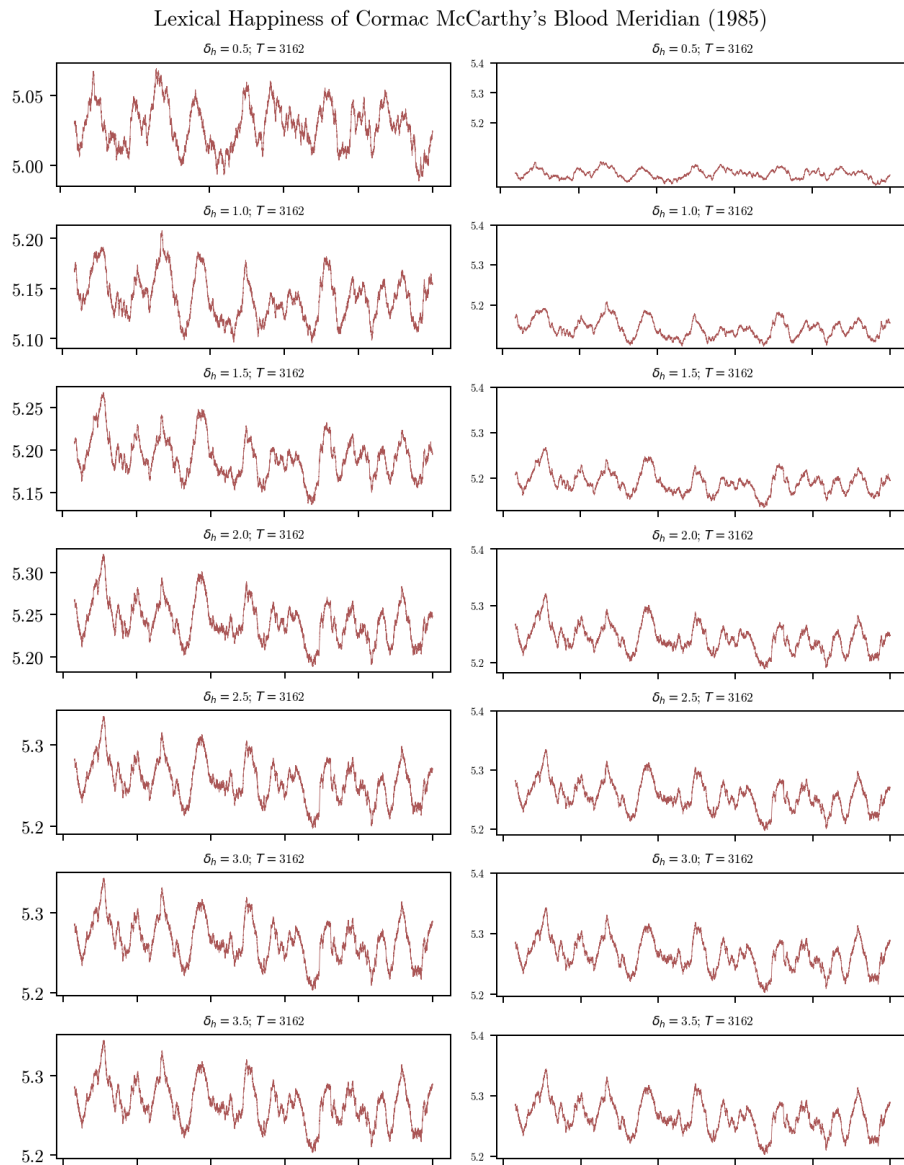 Lexical Happiness of Cormac McCarthy's Blood Meridian (1985)
δₕ = 0.5; T = 3162
δₕ = 0.5; T = 3162
5.05
5.00
5.4
5.3
5.2
δₕ = 1.0; T = 3162
δₕ = 1.0; T = 3162
5.20
5.15
5.10
5.4
5.3
5.2
δₕ = 1.5; T = 3162
δₕ = 1.5; T = 3162
5.25
5.20
5.15
5.4
5.3
5.2
δₕ = 2.0; T = 3162
δₕ = 2.0; T = 3162
5.30
5.25
5.20
5.4
5.3
5.2
δₕ = 2.5; T = 3162
δₕ = 2.5; T = 3162
5.3
5.2
5.4
5.3
5.2
δₕ = 3.0; T = 3162
δₕ = 3.0; T = 3162
5.3
5.2
5.4
5.3
5.2
δₕ = 3.5; T = 3162
δₕ = 3.5; T = 3162
5.3
5.2
5.4
5.3
5.2